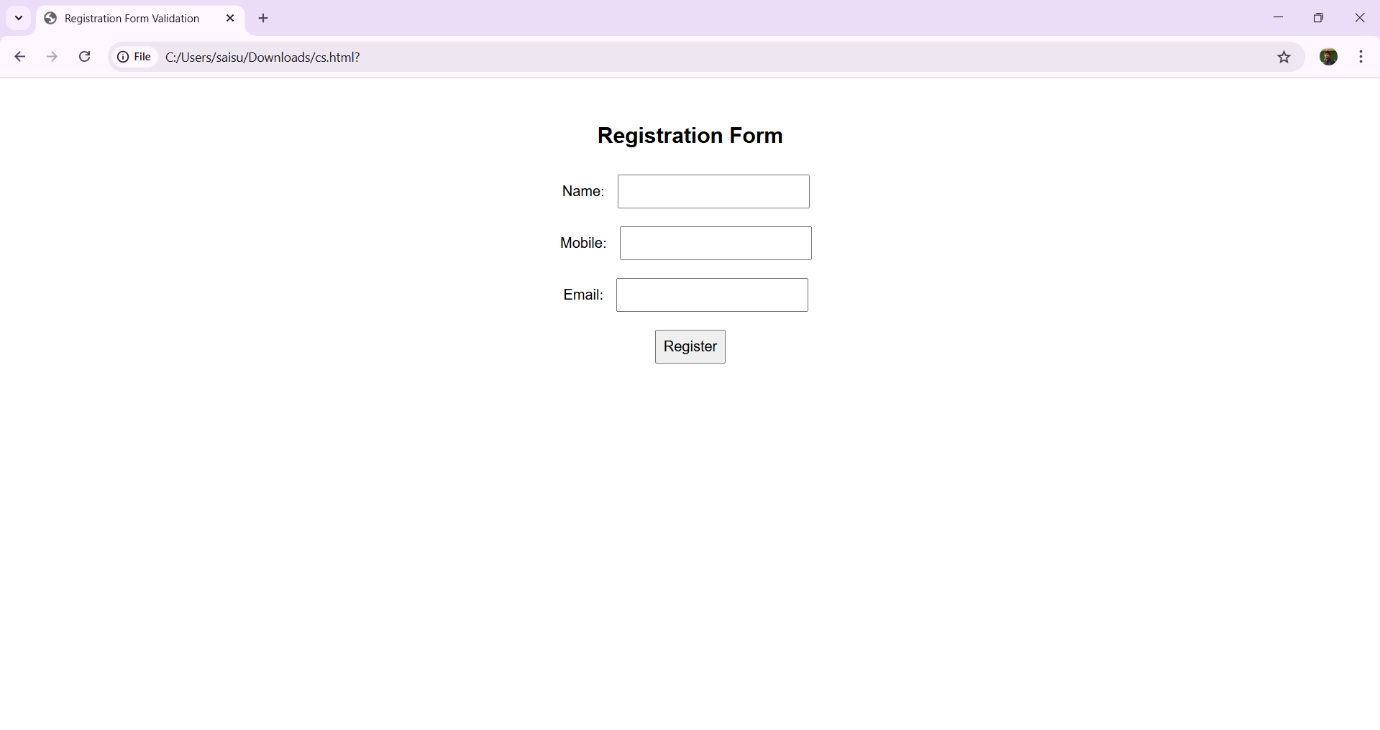 Registration Form Validation
File C:/Users/saisu/Downloads/cs.html?
Registration Form
Name:
Mobile:
Email:
Register